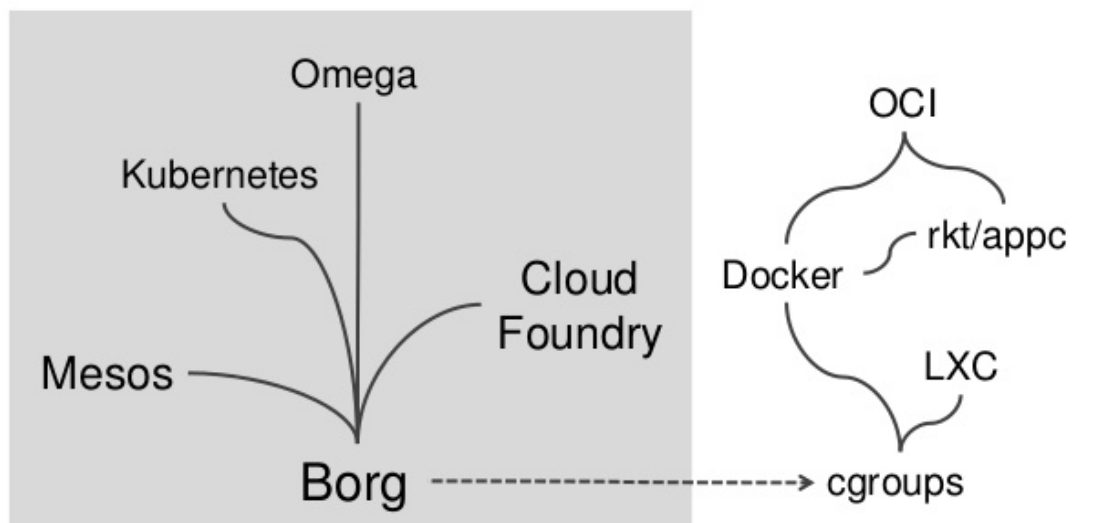 Omega
Kubernetes
Cloud
Foundry
Mesos
Borg
OCI
rkt/appc
Docker
LXC
cgroups